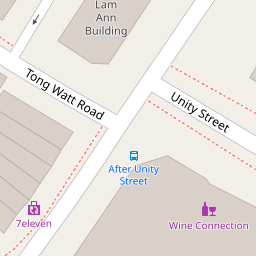 Lam
Ann
Building
Tong Watt Road
Unity Street
After Unity
Street
7eleven
Wine Connection